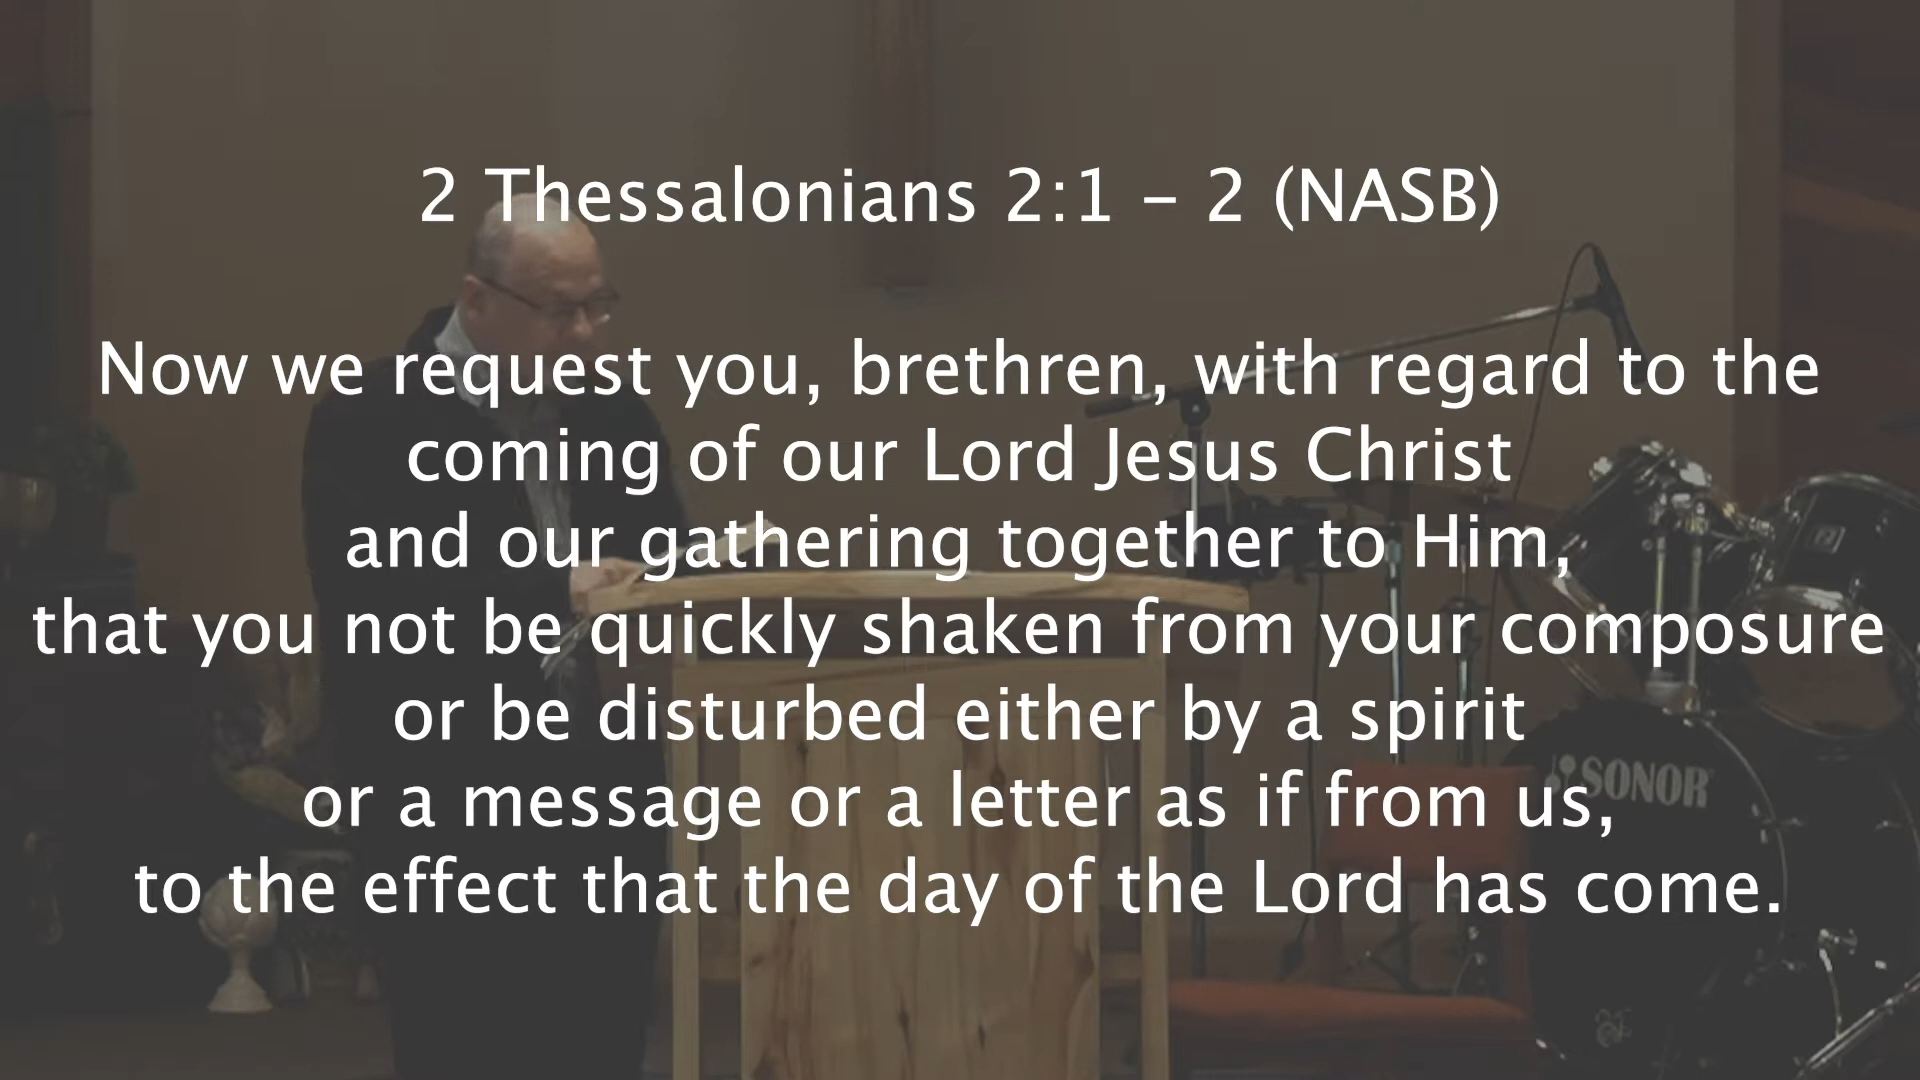 2 Thessalonians 2:1 - 2 (NASB)
Now we request you, brethren, with regard to the
coming of our Lord Jesus Christ
and our gathering together to Him,
that you not be quickly shaken from your composure
or be disturbed either by a spirit
or a message or a letter as if from us,
to the effect that the day of the Lord has come.
SONOR